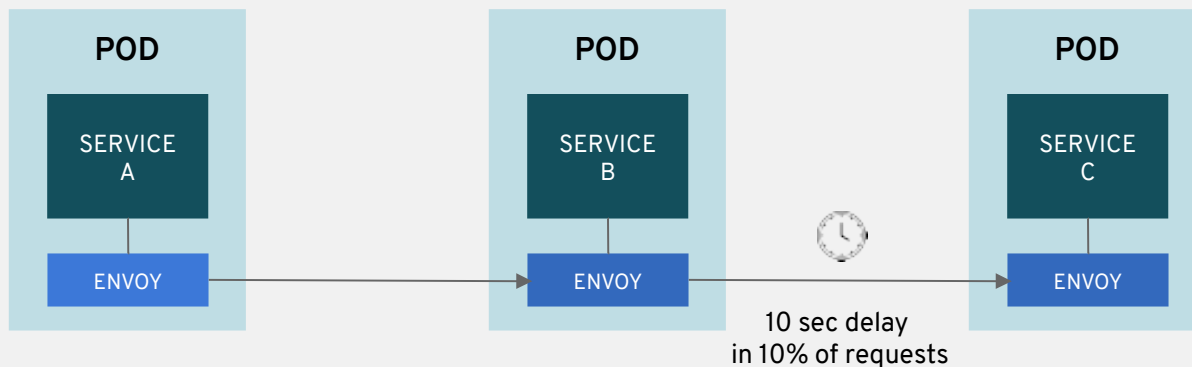 POD
SERVICE
A
ENVOY
POD
SERVICE
B
ENVOY
10 sec delay
in 10% of requests
POD
SERVICE
C
ENVOY